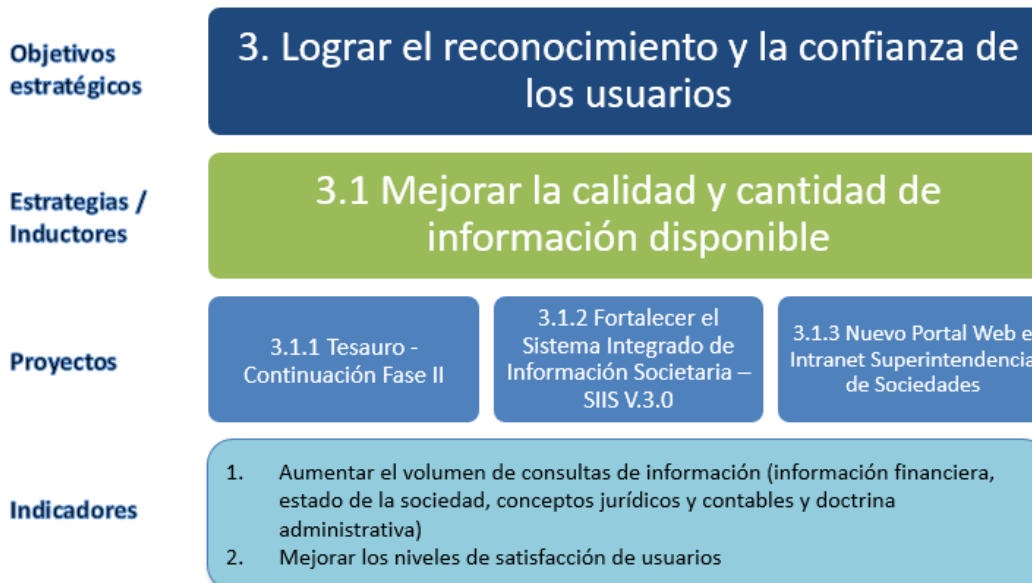 Objetivos
estratégicos
3. Lograr el reconocimiento y la confianza de
los usuarios
Estrategias /
Inductores
3.1 Mejorar la calidad y cantidad de
información disponible
Proyectos
3.1.1 Tesauro -
Continuación Fase II
3.1.2 Fortalecer el
Sistema Integrado de
Información Societaria –
SIIS V.3.0
3.1.3 Nuevo Portal Web e
Intranet Superintendencia
de Sociedades
Indicadores
1. Aumentar el volumen de consultas de información (información financiera,
estado de la sociedad, conceptos jurídicos y contables y doctrina
administrativa)
2. Mejorar los niveles de satisfacción de usuarios